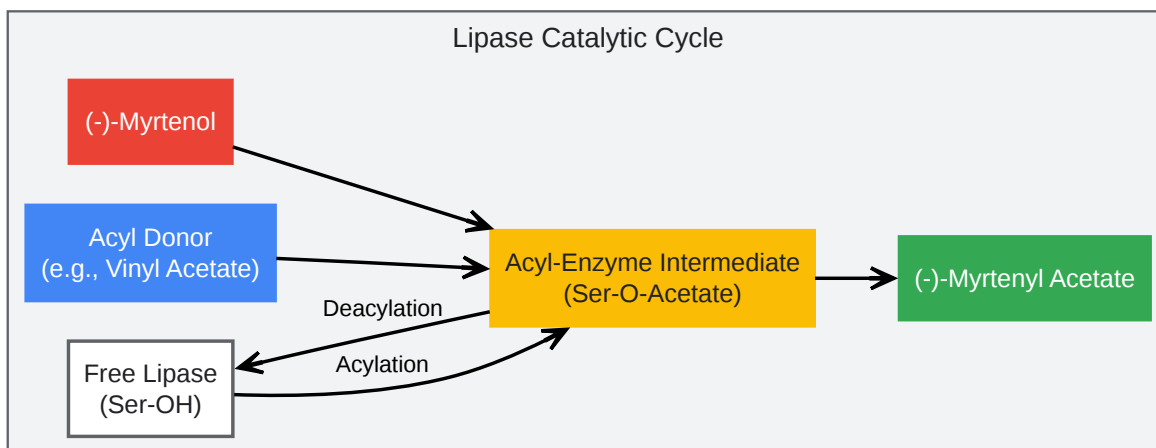 Lipase Catalytic Cycle
(-)-Myrtenol
Acyl Donor
(e.g., Vinyl Acetate)
Acyl-Enzyme Intermediate
(Ser-O-Acetate)
(-)-Myrtenyl Acetate
Deacylation
Acylation
Free Lipase
(Ser-OH)